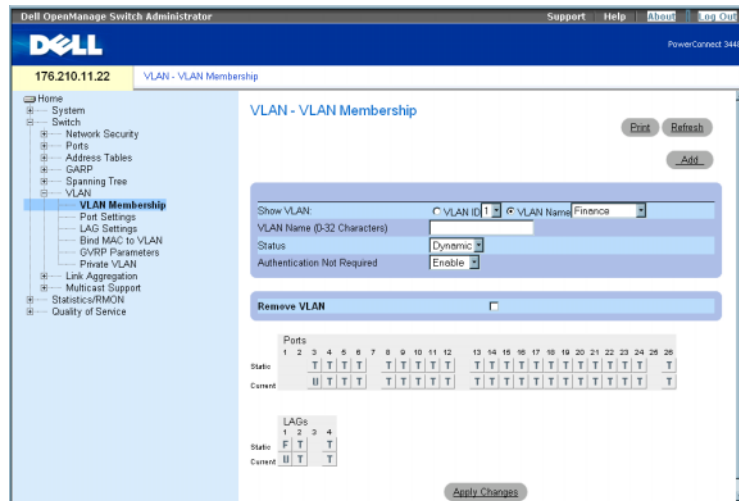 Dell OpenManage Switch Administrator
Support Help About Log Out
DELL
PowerConnect 3448
176.210.11.22 VLAN - VLAN Membership
Home
System
Switch
Network Security
Ports
Address Tables
GARP
Spanning Tree
VLAN
VLAN Membership
Port Settings
LAG Settings
Bind MAC to VLAN
GVRP Parameters
Private VLAN
Link Aggregation
Multicast Support
Statistics/RMON
Quality of Service
VLAN - VLAN Membership
Print Refresh
Add
Show VLAN: VLAN ID 1 VLAN Name Finance
VLAN Name (0-32 Characters)
Status Dynamic
Authentication Not Required Enable
Remove VLAN
Ports
1 2 3 4 5 6 7 8 9 10 11 12 13 14 15 16 17 18 19 20 21 22 23 24 25 26
Static T T T T T T T T T T T T T T T T T T T T T T
Current U T T T T T T T T T T T T T T T T T T T T T
LAGs
1 2 3 4
Static F T T
Current U T T
Apply Changes